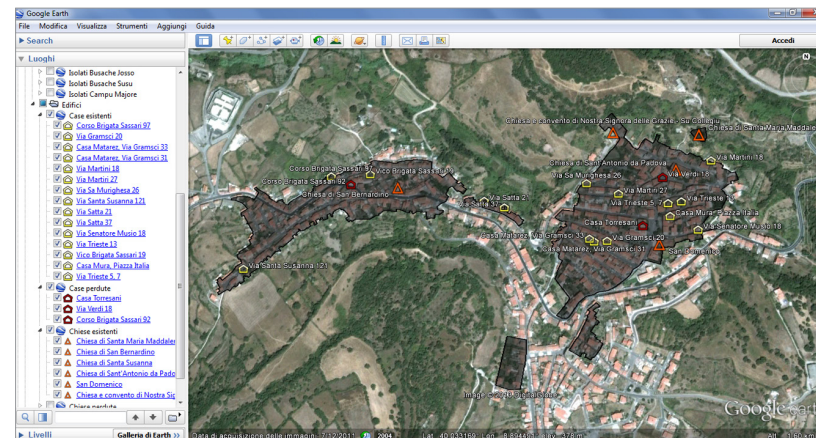 Google Earth
File Modifica Visualizza Strumenti Aggiungi Guida
Search
Accedi
Luoghi
Isolati Busache Josso
Isolati Busache Susu
Isolati Campu Majore
Edifici
Case esistenti
Corso Brigata Sassari 97
Via Gramsci 20
Casa Matarez, Via Gramsci 33
Casa Matarez, Via Gramsci 31
Via Martini 18
Via Martiri 27
Via Sa Murighesa 26
Via Santa Susanna 121
Via Satta 21
Via Satta 37
Via Senatore Musio 18
Via Trieste 13
Vico Brigata Sassari 19
Casa Mura, Piazza Italia
Via Trieste 5, 7
Case perdute
Casa Torresani
Via Verdi 18
Corso Brigata Sassari 92
Chiese esistenti
Chiesa di Santa Maria Maddaler
Chiesa di San Bernardino
Chiesa di Santa Susanna
Chiesa di Sant'Antonio da Pado
San Domenico
Chiesa e convento di Nostra Sig
Chiese perdute
Livelli
Galleria di Earth >>
N
Chiesa e convento di Nostra Signora delle Grazie - Su Collegiu
Chiesa di Santa Maria Maddale
Chiesa di Sant'Antonio da Padova
Via Martini 18
Corso Brigata Sassari 97
Vico Brigata Sassari 19
Via Verdi 18
Corso Brigata Sassari 92
Via Sa Murighesa 26
Chiesa di San Bernardino
Via Martiri 27
Via Satta 21
Via Trieste 13
Via Satta 37
Via Trieste 5, 7
Casa Mura, Piazza Italia
Casa Torresani
Via Senatore Musio 18
Casa Matarez, Via Gramsci 33
Via Gramsci 20
Casa Matarez, Via Gramsci 31
San Domenico
Via Santa Susanna 121
Image © 2013 DigitalGlobe
Google earth
Data di acquisizione delle immagini: 7/12/2011
2004